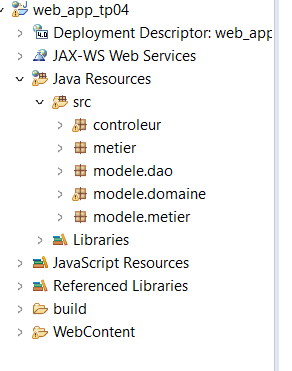 web_app_tp04
Deployment Descriptor: web_app
JAX-WS Web Services
Java Resources
src
controleur
metier
modele.dao
modele.domaine
modele.metier
Libraries
JavaScript Resources
Referenced Libraries
build
WebContent